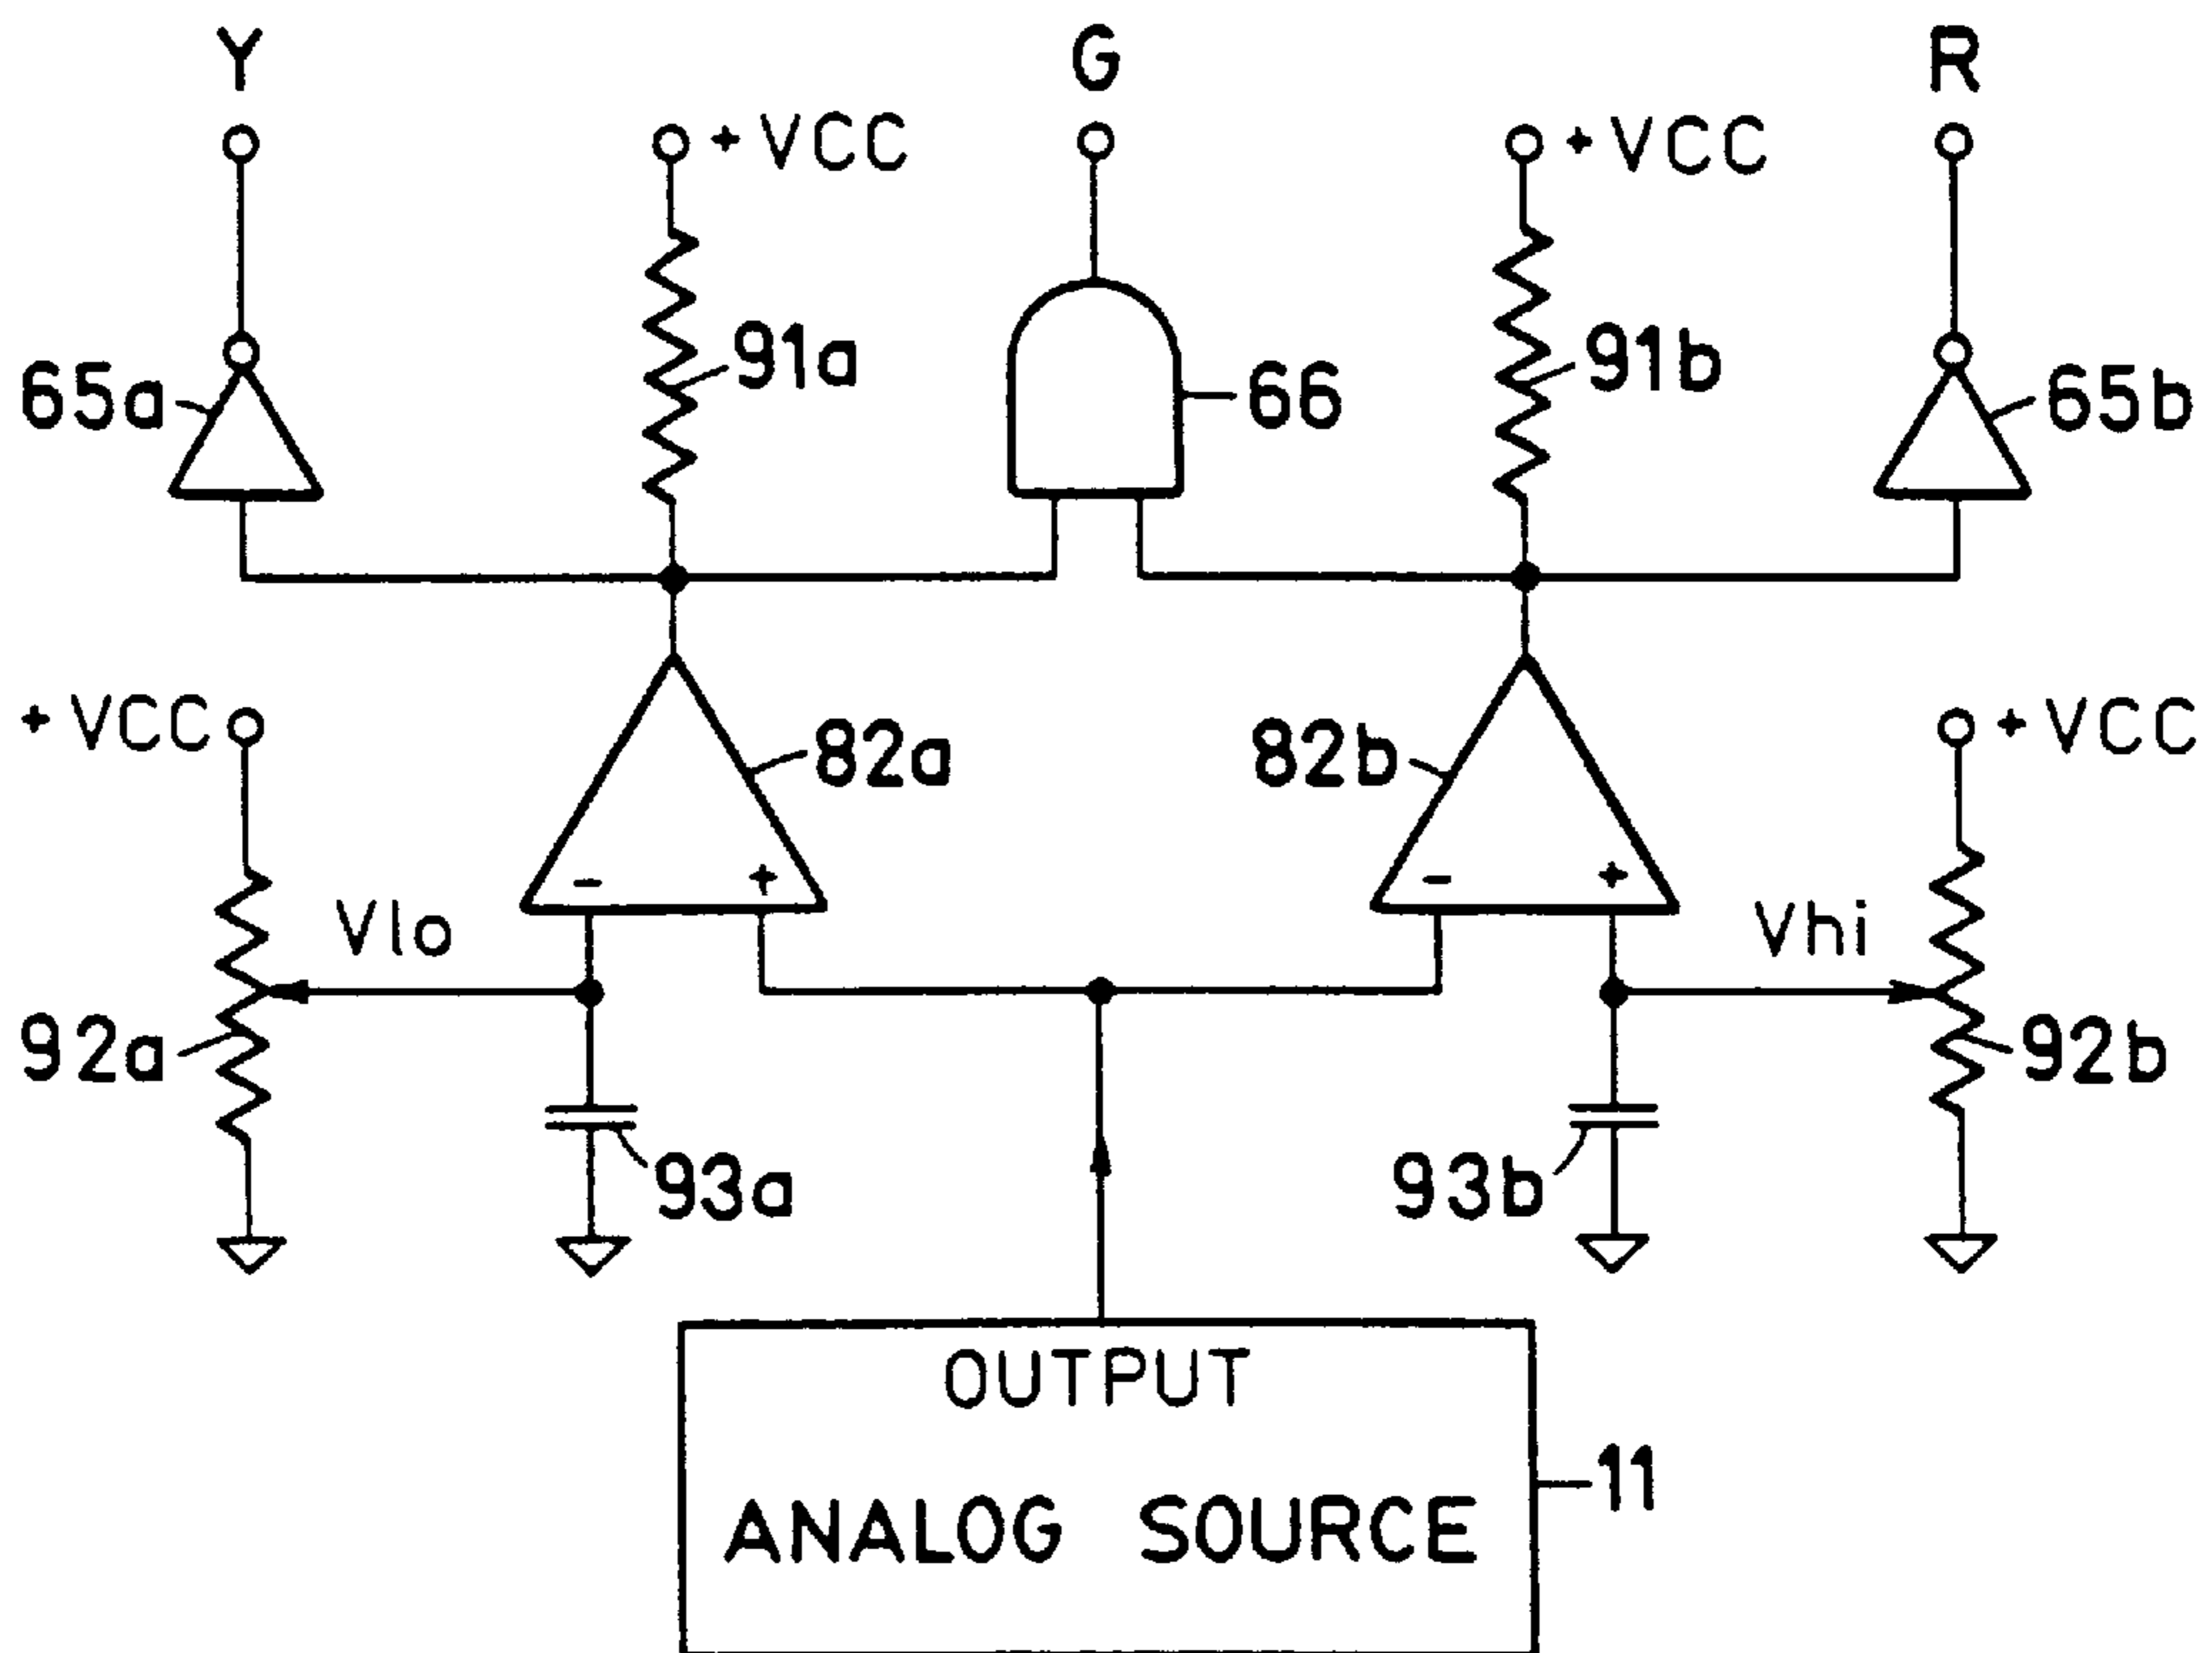 Y G R
+VCC +VCC
91a 91b
65a 66 65b
+VCC 82a 82b +VCC
- + - +
Vlo Vhi
92a 92b
93a 93b
OUTPUT
ANALOG SOURCE 11